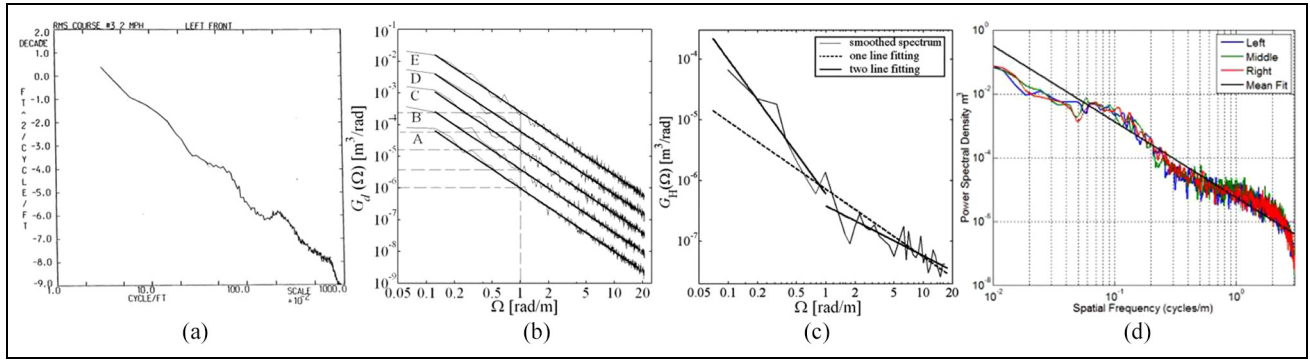 RMS COURSE #3.2 MPH LEFT FRONT
2.0
DECADE
1.0
0.0
-1.0
-2.0
-3.0
-4.0
-5.0
-6.0
-7.0
-8.0
-9.0
FT^2/CYCLE/FT
1.0 10.0 100.0 1000.0
CYCLE/FT
SCALE
*10^-2
(a)
10^-1
10^-2
10^-3
10^-4
10^-5
10^-6
10^-7
10^-8
10^-9
G_d (Ω) [m³/rad]
E
D
C
B
A
0.05 0.1 0.2 0.5 1 2 5 10 20
Ω [rad/m]
(b)
10^-4
10^-5
10^-6
10^-7
G_H(Ω) [m³/rad]
smoothed spectrum
one line fitting
two line fitting
0.05 0.1 0.2 0.5 1 2 5 10 20
Ω [rad/m]
(c)
10^0
10^-2
10^-4
10^-6
10^-8
Power Spectral Density m³
Left
Middle
Right
Mean Fit
10^-2 10^-1 10^0
Spatial Frequency (cycles/m)
(d)